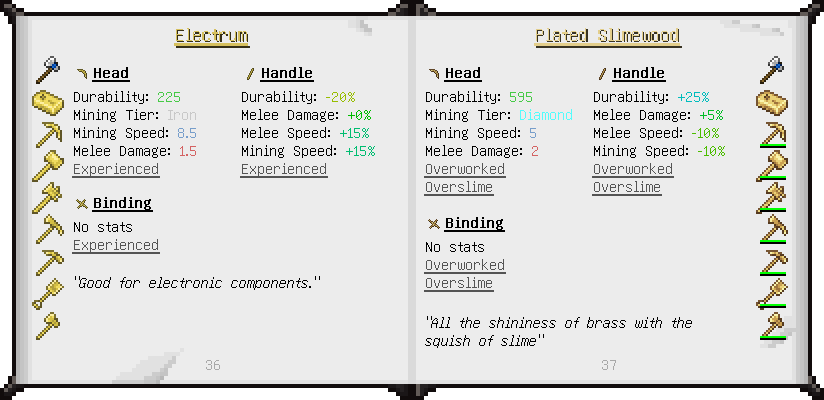 Electrum
Head
Durability: 225
Mining Tier: Iron
Mining Speed: 8.5
Melee Damage: 1.5
Experienced
Handle
Durability: -20%
Melee Damage: +0%
Melee Speed: +15%
Mining Speed: +15%
Experienced
Binding
No stats
Experienced
"Good for electronic components."
36
Plated Slimewood
Head
Durability: 595
Mining Tier: Diamond
Mining Speed: 5
Melee Damage: 2
Overworked
Overslime
Handle
Durability: +25%
Melee Damage: +5%
Melee Speed: -10%
Mining Speed: -10%
Overworked
Overslime
Binding
No stats
Overworked
Overslime
"All the shininess of brass with the
squish of slime"
37